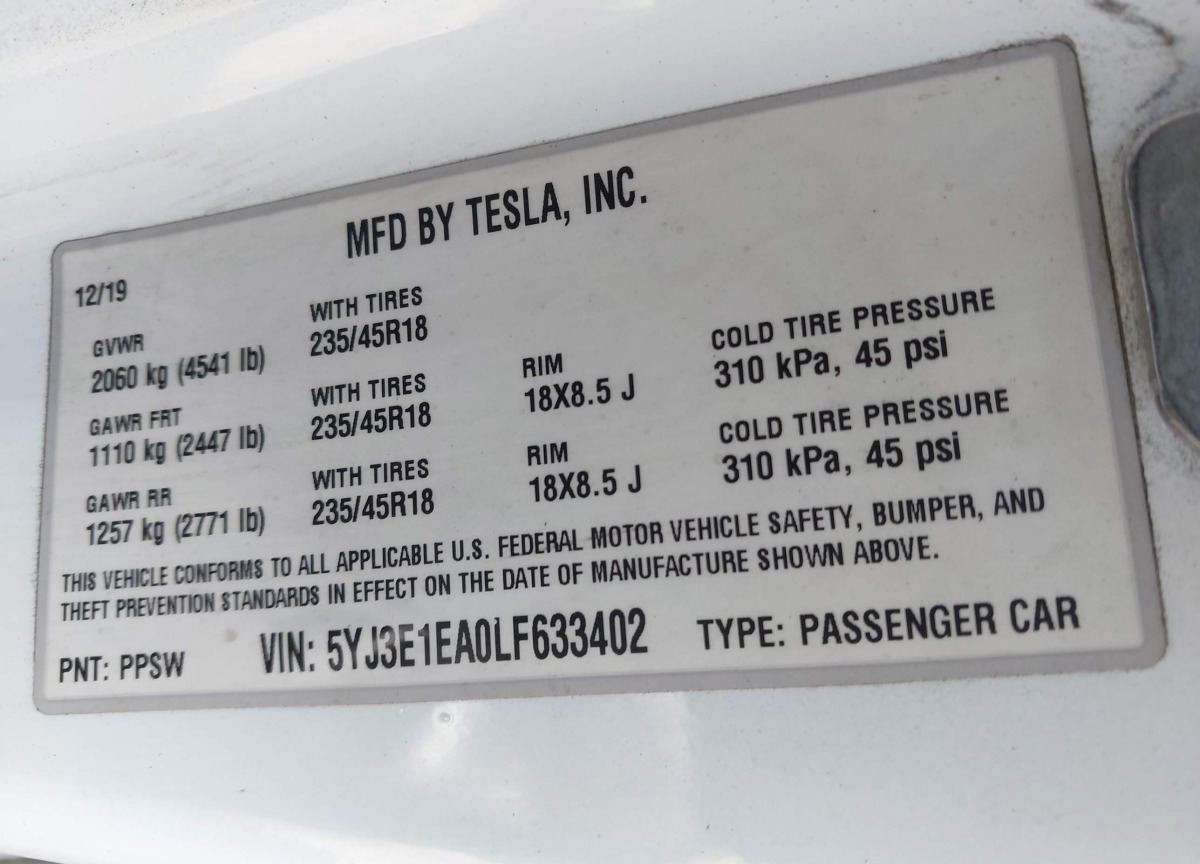 MFD BY TESLA, INC.
12/19
GVWR
2060 kg (4541 lb)
WITH TIRES
235/45R18
GAWR FRT
1110 kg (2447 lb)
WITH TIRES
235/45R18
RIM
18X8.5 J
COLD TIRE PRESSURE
310 kPa, 45 psi
GAWR RR
1257 kg (2771 lb)
WITH TIRES
235/45R18
RIM
18X8.5 J
COLD TIRE PRESSURE
310 kPa, 45 psi
THIS VEHICLE CONFORMS TO ALL APPLICABLE U.S. FEDERAL MOTOR VEHICLE SAFETY, BUMPER, AND
THEFT PREVENTION STANDARDS IN EFFECT ON THE DATE OF MANUFACTURE SHOWN ABOVE.
PNT: PPSW
VIN: 5YJ3E1EA0LF633402
TYPE: PASSENGER CAR